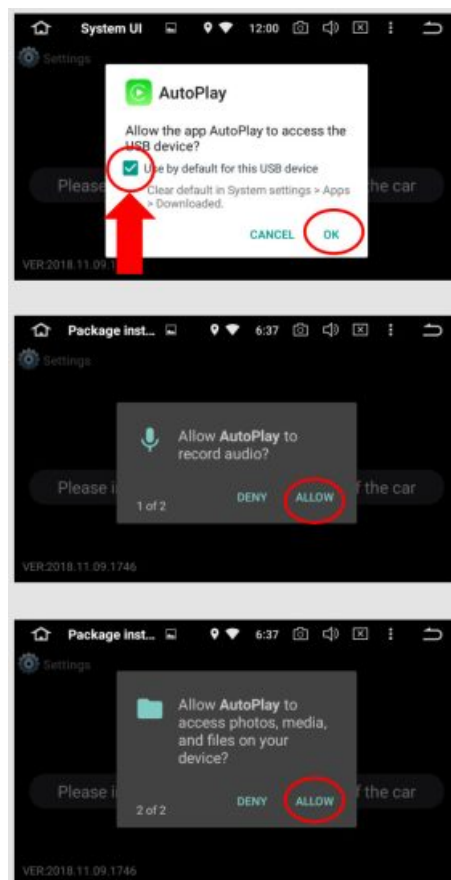 System UI 12:00
Settings
AutoPlay
Allow the app AutoPlay to access the
USB device?
Use by default for this USB device
Please the car
Clear default in System settings > Apps
> Downloaded.
CANCEL OK
VER:2018.11.09.1
Package inst... 6:37
Settings
Allow AutoPlay to
record audio?
Please i f the car
1 of 2 DENY ALLOW
VER:2018.11.09.1746
Package inst... 6:37
Settings
Allow AutoPlay to
access photos, media,
and files on your
device?
Please i f the car
2 of 2 DENY ALLOW
VER:2018.11.09.1746